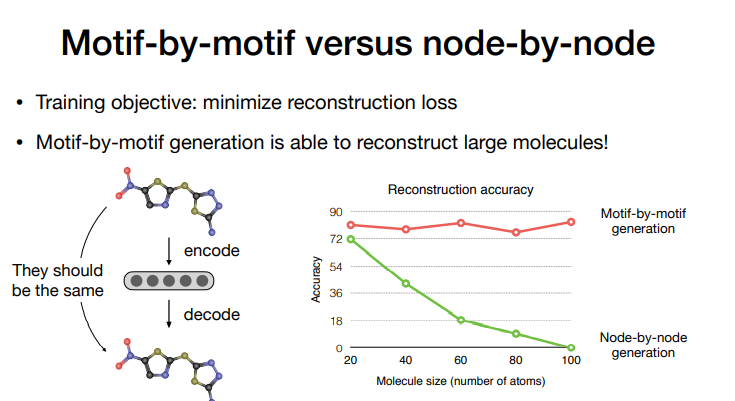 Motif-by-motif versus node-by-node
• Training objective: minimize reconstruction loss
• Motif-by-motif generation is able to reconstruct large molecules!
encode
They should
be the same
decode
Reconstruction accuracy
90
72
54
36
18
0
Accuracy
20 40 60 80 100
Molecule size (number of atoms)
Motif-by-motif
generation
Node-by-node
generation